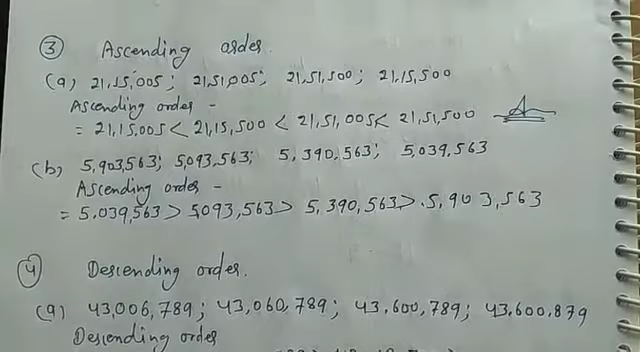 ③ Ascending order.
(a) 21,15,005; 21,51,005; 21,51,500; 21,15,500
Ascending order -
= 21,15,005 < 21,15,500 < 21,51,005 < 21,51,500
(b) 5,903,563; 5,093,563; 5,390,563; 5,039,563
Ascending order -
= 5,039,563 > 5,093,563 > 5,390,563 > 5,903,563
④ Descending order.
(a) 43,006,789; 43,060,789; 43,600,789; 43,600,879
Descending order